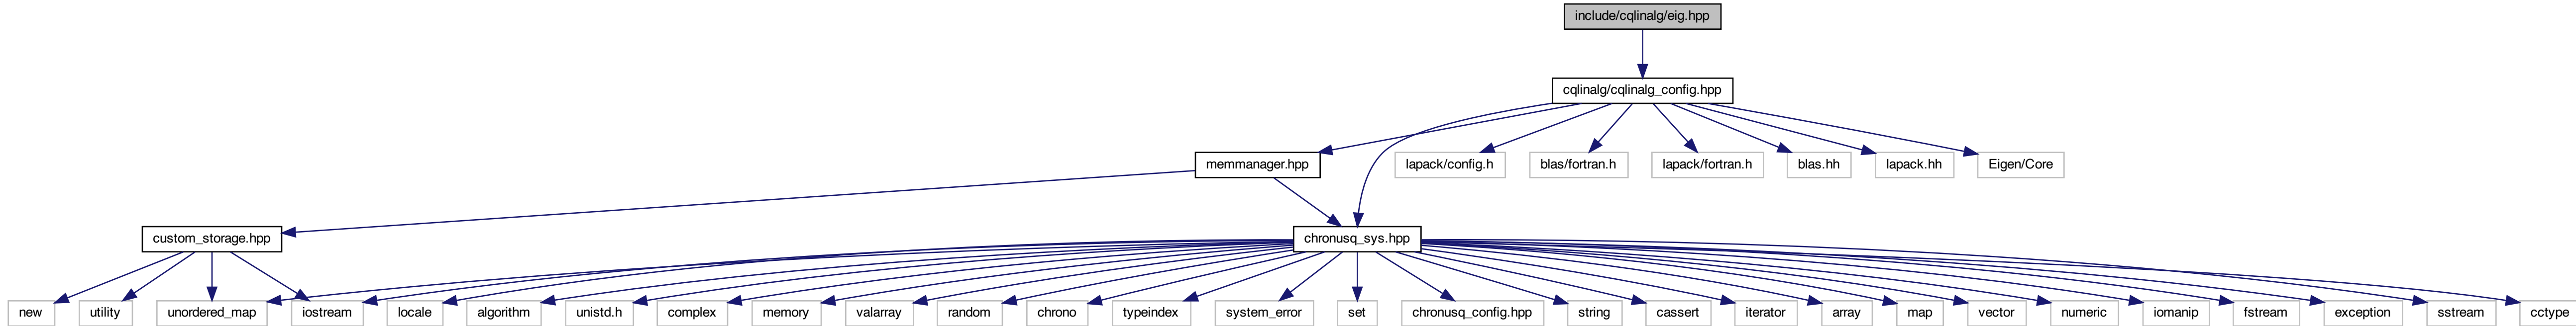 include/cqlinalg/eig.hpp
cqlinalg/cqlinalg_config.hpp
memmanager.hpp
lapack/config.h
blas/fortran.h
lapack/fortran.h
blas.hh
lapack.hh
Eigen/Core
custom_storage.hpp
chronusq_sys.hpp
new
utility
unordered_map
iostream
locale
algorithm
unistd.h
complex
memory
valarray
random
chrono
typeindex
system_error
set
chronusq_config.hpp
string
cassert
iterator
array
map
vector
numeric
iomanip
fstream
exception
sstream
cctype